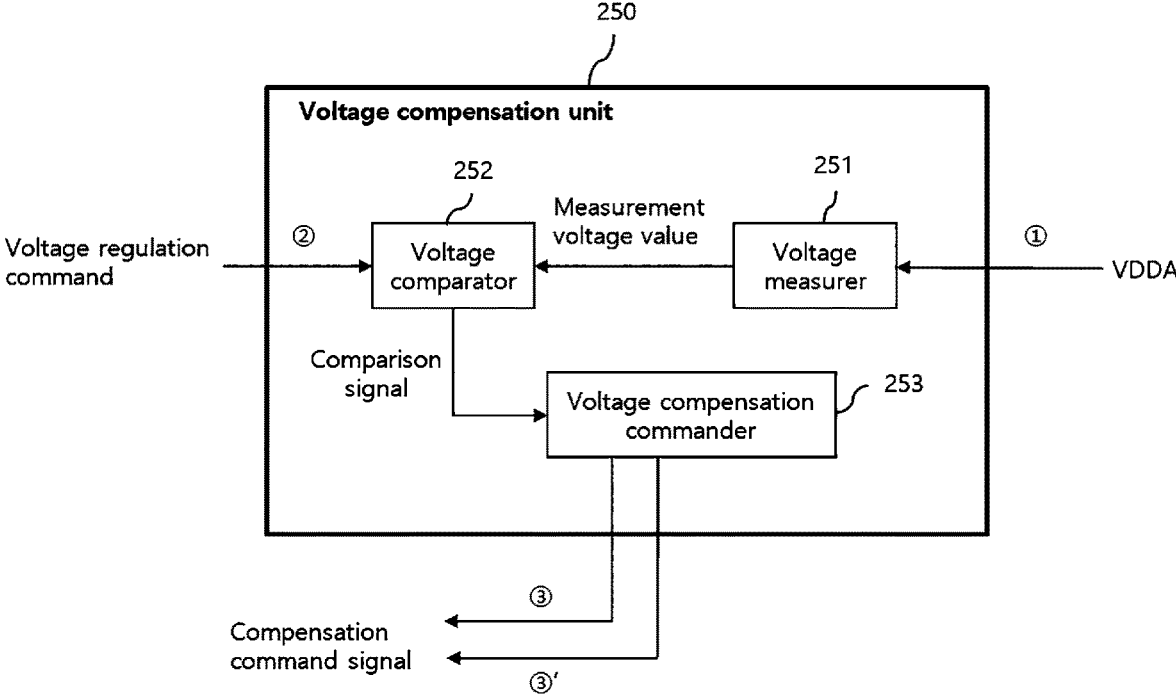 250
Voltage compensation unit
252
251
Measurement
voltage value
②
①
Voltage regulation
command
Voltage
comparator
Voltage
measurer
VDDA
Comparison
signal
253
Voltage compensation
commander
③
Compensation
command signal
③'